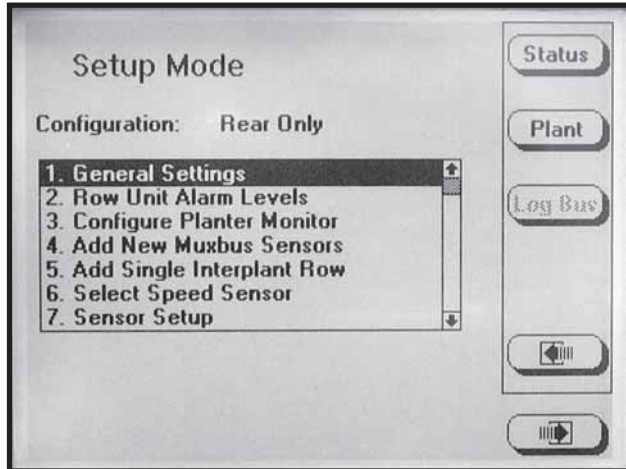 Setup Mode
Configuration: Rear Only
1. General Settings
2. Row Unit Alarm Levels
3. Configure Planter Monitor
4. Add New Muxbus Sensors
5. Add Single Interplant Row
6. Select Speed Sensor
7. Sensor Setup
Status
Plant
Log Bus